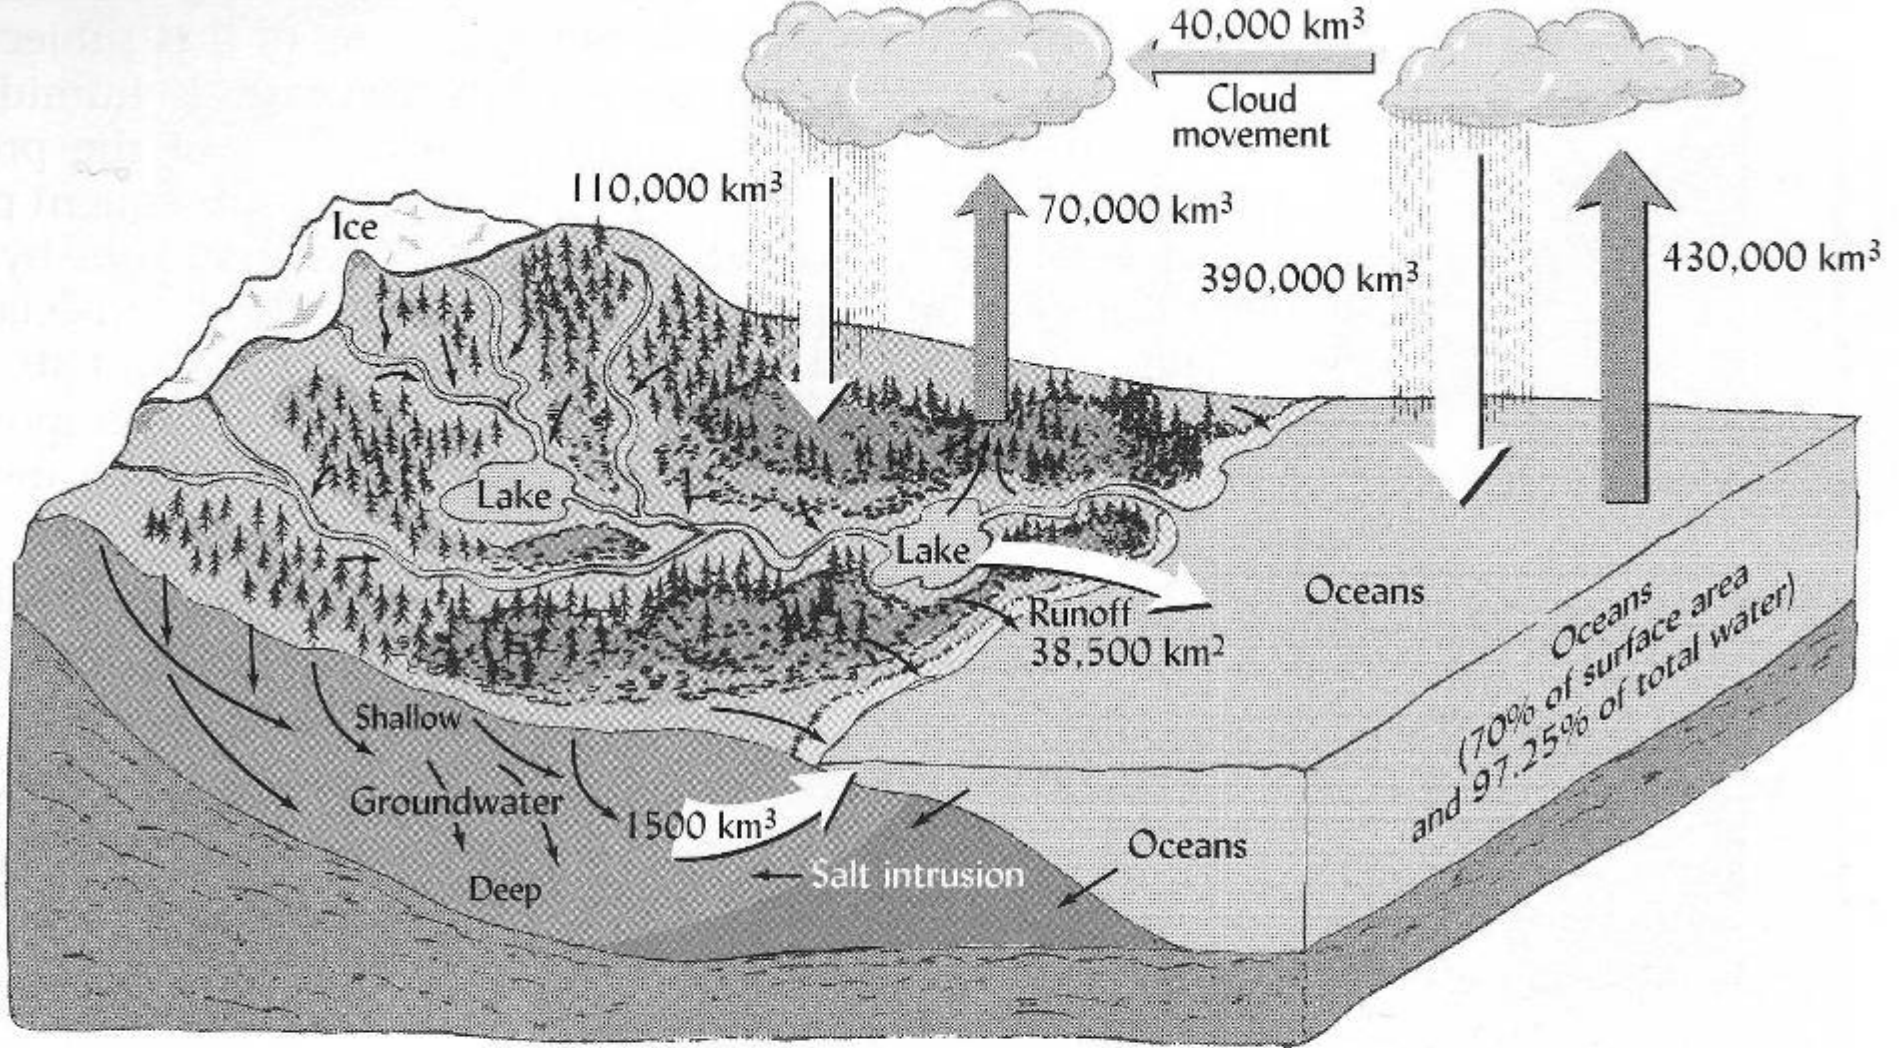 40,000 km³
Cloud
movement
110,000 km³
70,000 km³
390,000 km³
430,000 km³
Ice
Lake
Lake
Runoff
38,500 km²
Oceans
Oceans
(70% of surface area
and 97.25% of total water)
Shallow
Groundwater
1500 km³
Deep
Salt intrusion
Oceans